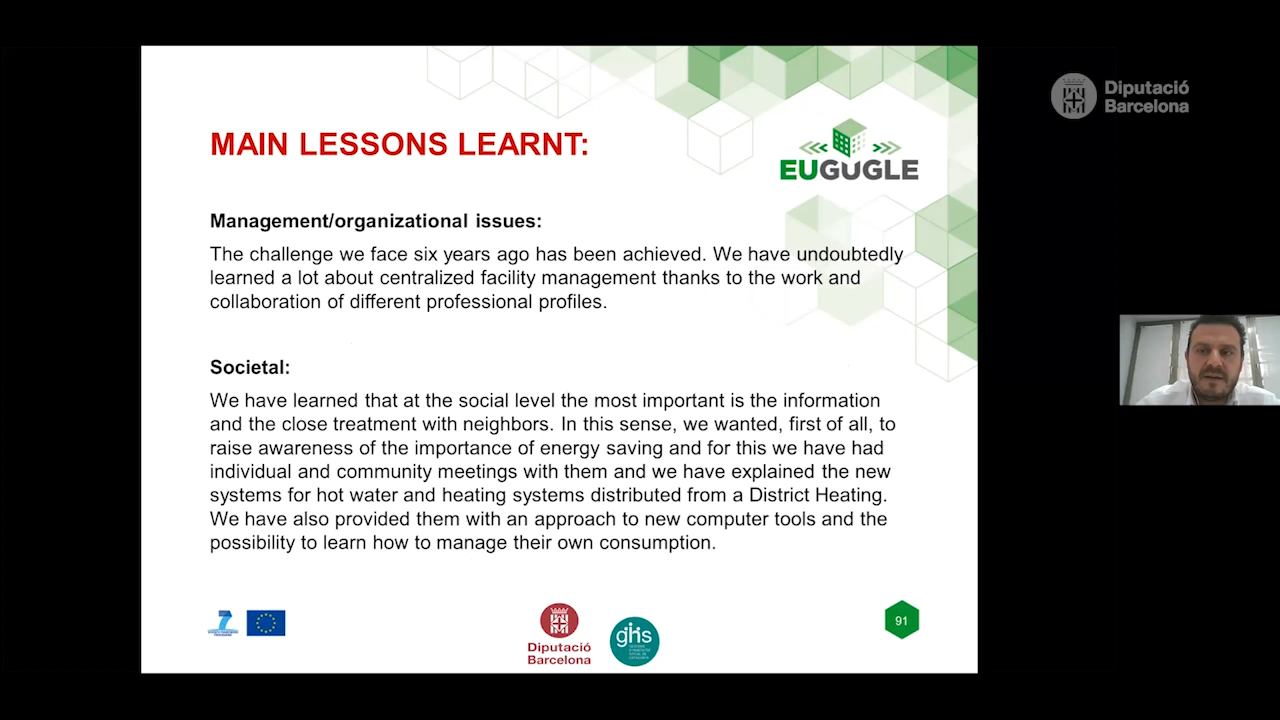 Diputació
Barcelona
MAIN LESSONS LEARNT:
EUGUGLE
Management/organizational issues:
The challenge we face six years ago has been achieved. We have undoubtedly
learned a lot about centralized facility management thanks to the work and
collaboration of different professional profiles.
Societal:
We have learned that at the social level the most important is the information
and the close treatment with neighbors. In this sense, we wanted, first of all, to
raise awareness of the importance of energy saving and for this we have had
individual and community meetings with them and we have explained the new
systems for hot water and heating systems distributed from a District Heating.
We have also provided them with an approach to new computer tools and the
possibility to learn how to manage their own consumption.
7
Diputació
Barcelona
ghs
91